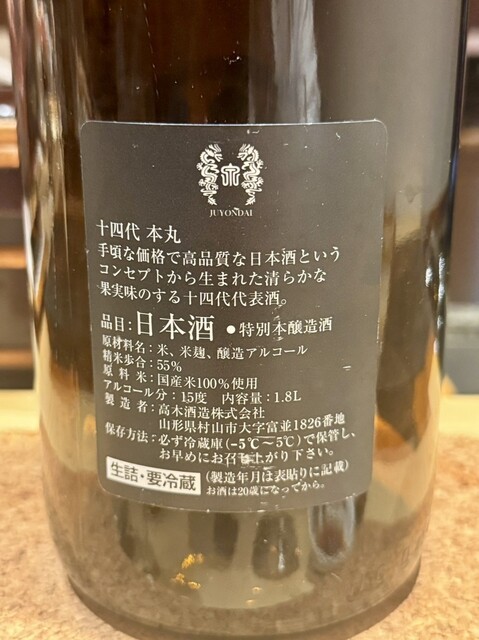 JUYONDAI
十四代 本丸
手頃な価格で高品質な日本酒という
コンセプトから生まれた清らかな
果実味のする十四代代表酒。
品目:日本酒 ●特別本醸造酒
原材料名:米、米麹、醸造アルコール
精米歩合:55%
原料米:国産米100%使用
アルコール分:15度 内容量:1.8L
製造者:高木酒造株式会社
山形県村山市大字富並1826番地
保存方法:必ず冷蔵庫(−5℃〜5℃)で保管し、
お早めにお召し上がり下さい。
生詰・要冷蔵 (製造年月は表貼りに記載)
お酒は20歳になってから。